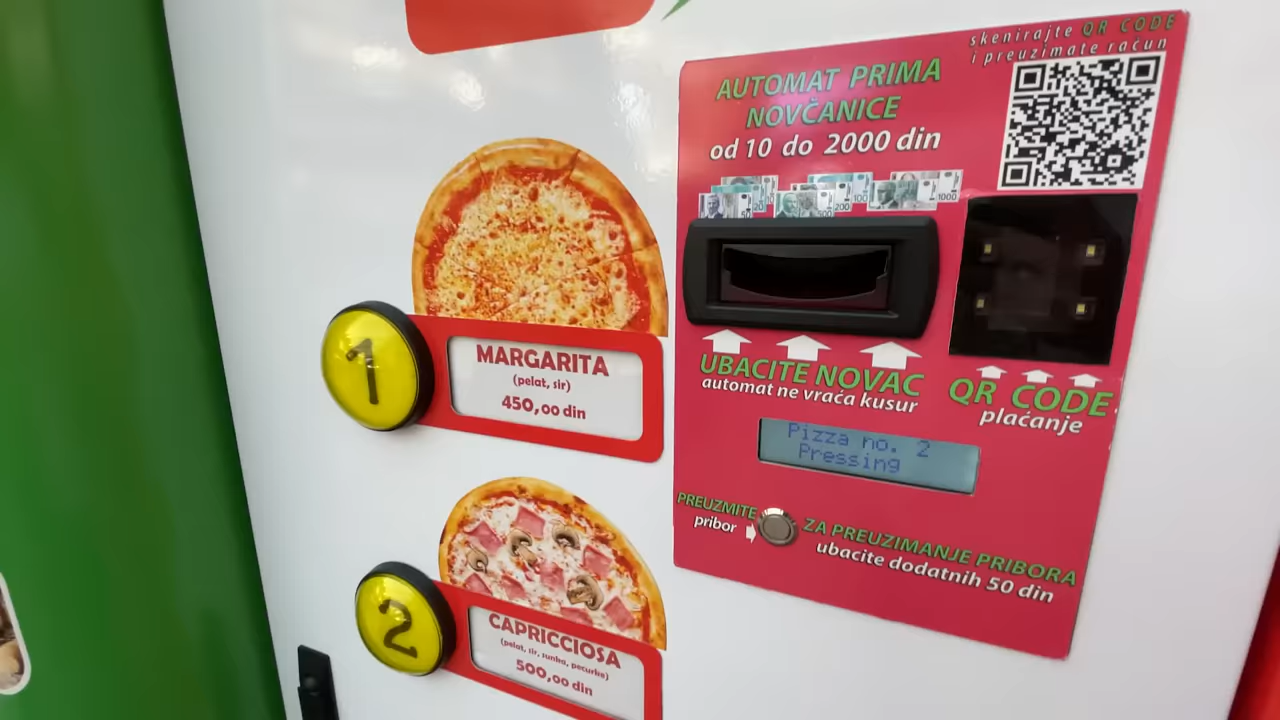 skenirajte QR CODE
i preuzimate račun
AUTOMAT PRIMA
NOVČANICE
od 10 do 2000 din
1
MARGARITA
(pelat, sir)
450,00 din
UBACITE NOVAC
automat ne vraća kusur
QR CODE
plaćanje
Pizza no. 2
Pressing
PREUZMITE
pribor
ZA PREUZIMANJE PRIBORA
ubacite dodatnih 50 din
2
CAPRICCIOSA
(pelat, sir, sunka, pecurke)
500,00 din